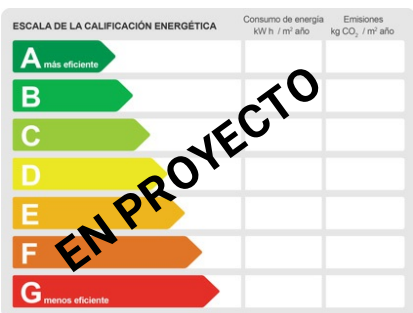 ESCALA DE LA CALIFICACIÓN ENERGÉTICA
Consumo de energía
kW h / m² año
Emisiones
kg CO₂ / m² año
A más eficiente
B
C
D
E
F
G menos eficiente
EN PROYECTO